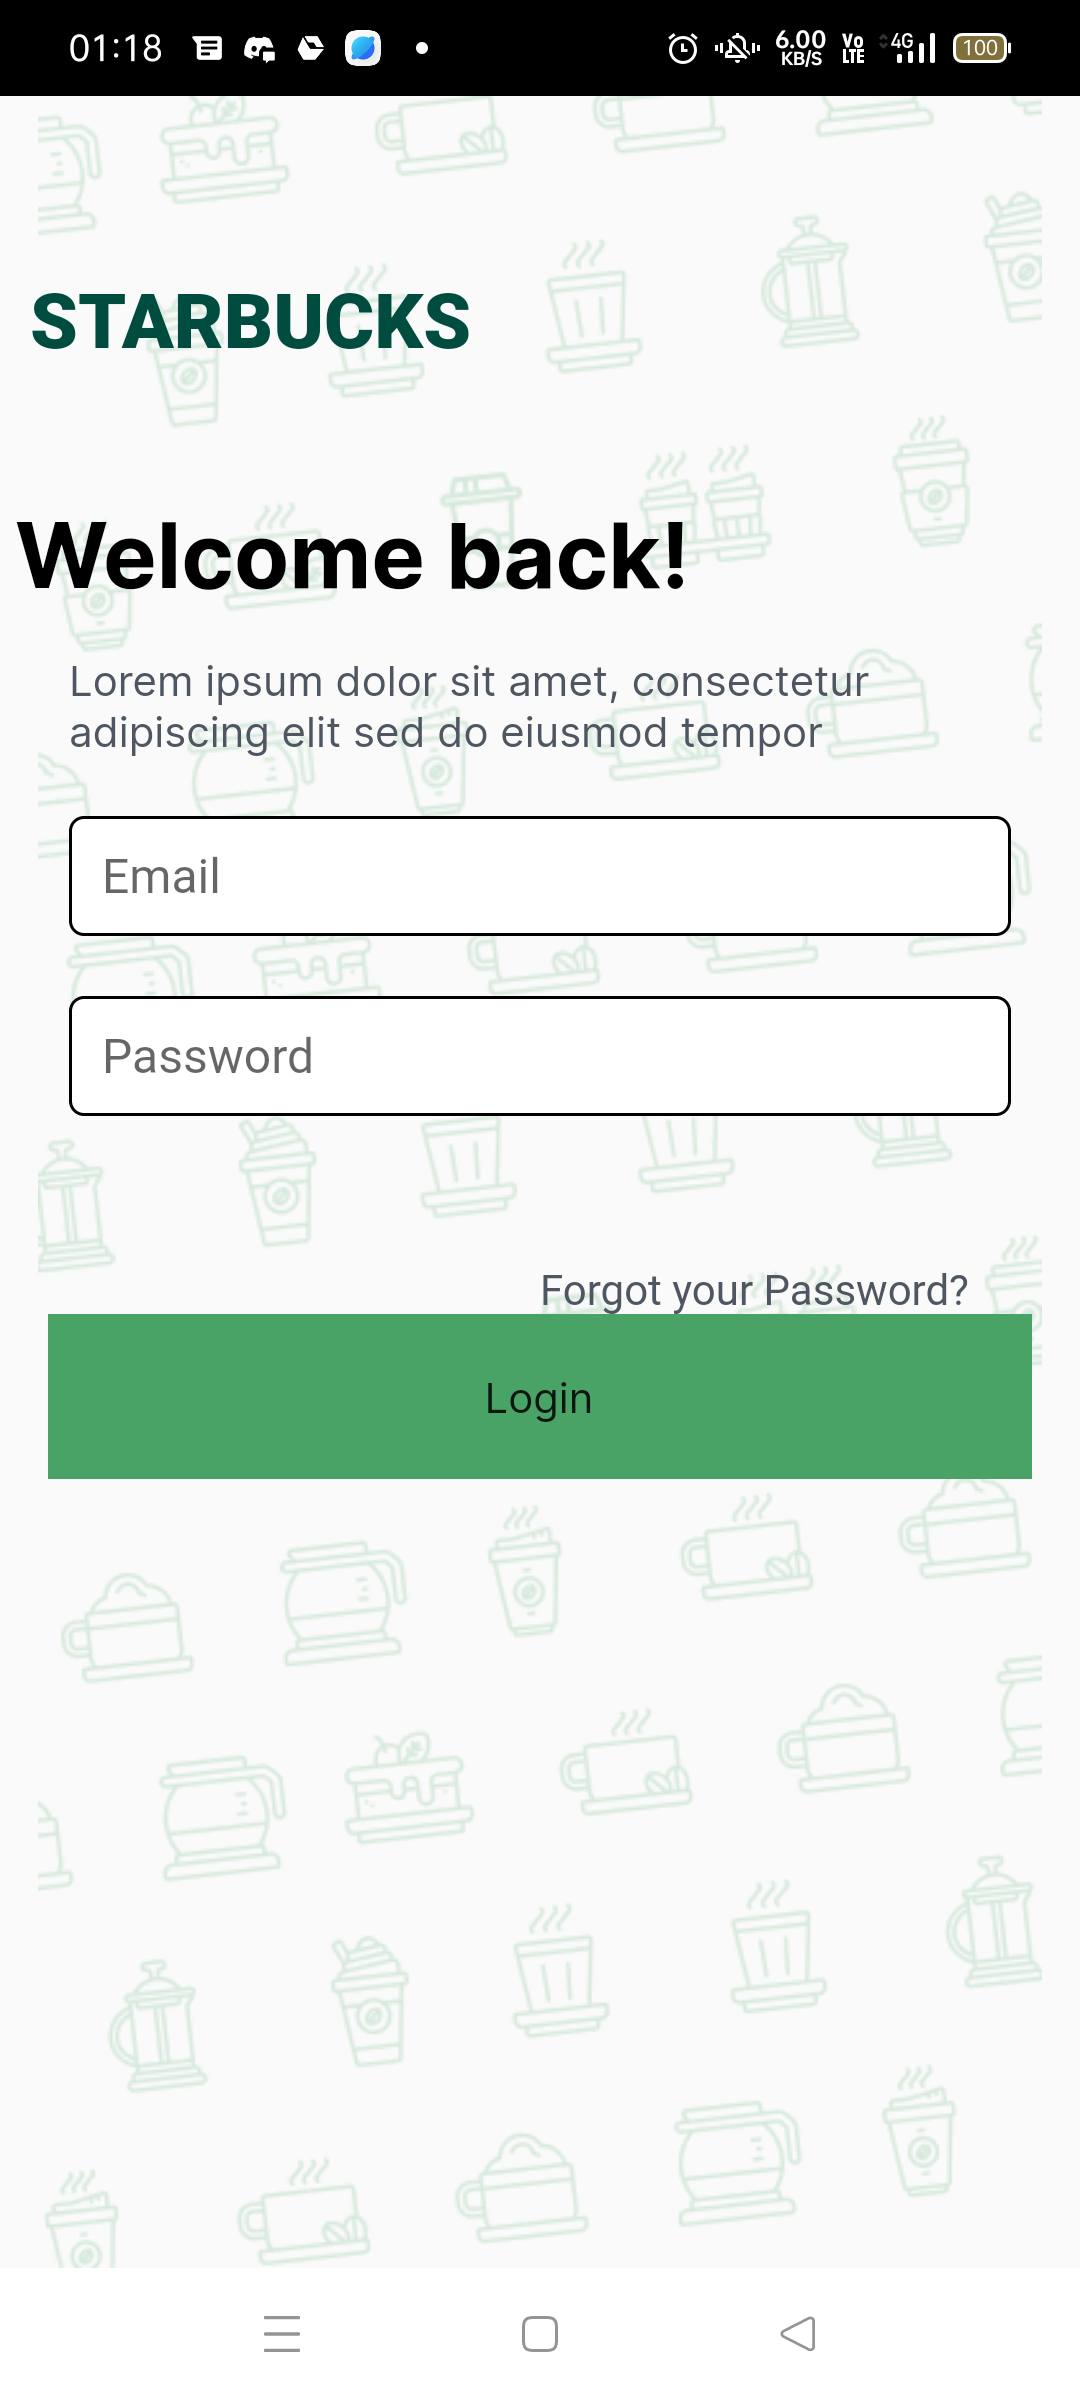 01:18
6.00
KB/S
Vo
LTE
4G
100
STARBUCKS
Welcome back!
Lorem ipsum dolor sit amet, consectetur
adipiscing elit sed do eiusmod tempor
Email
Password
Forgot your Password?
Login